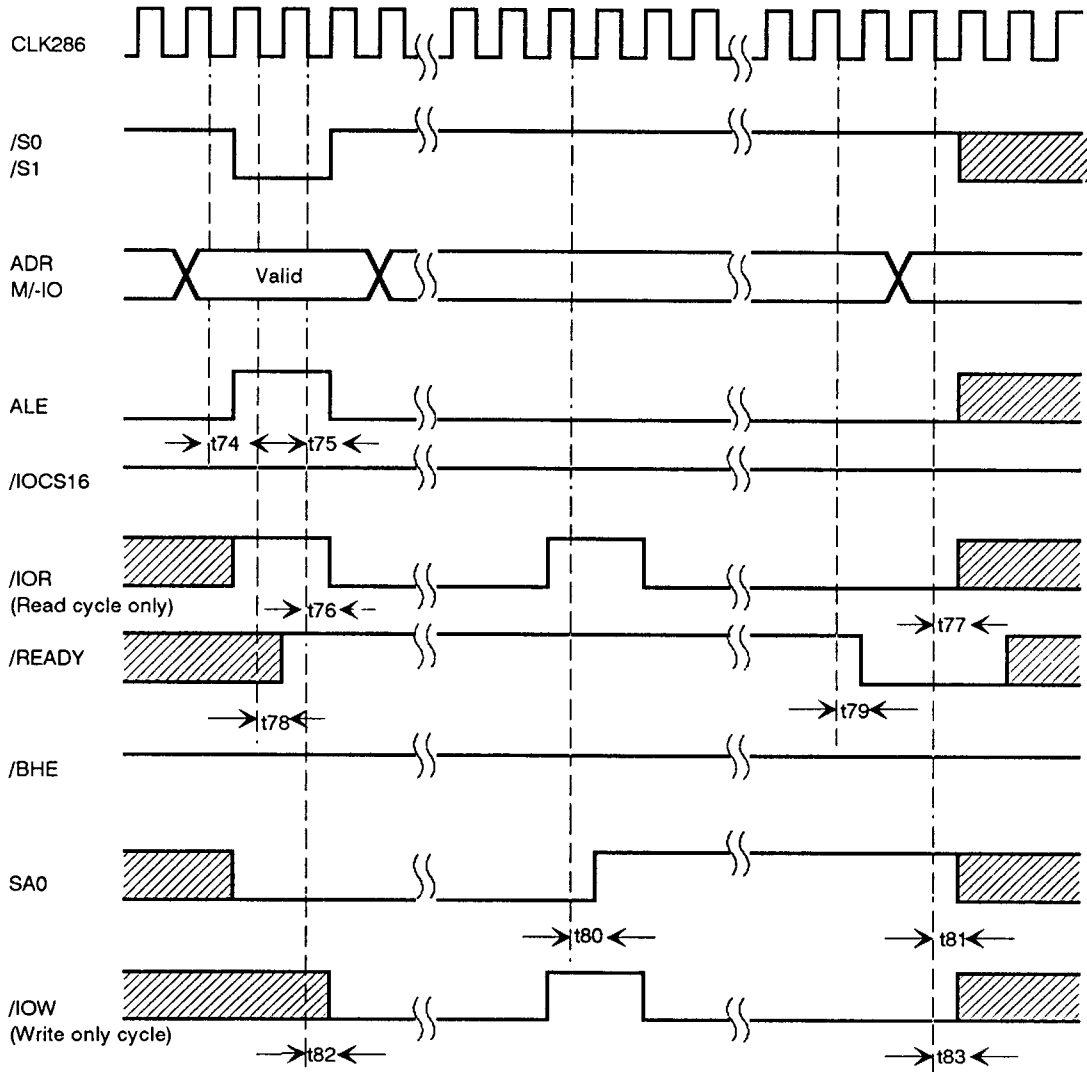 CLK286
/S0
/S1
ADR
M/-IO
Valid
ALE
t74
t75
/IOCS16
/IOR
(Read cycle only)
t76
t77
/READY
t78
t79
/BHE
SA0
t80
t81
/IOW
(Write only cycle)
t82
t83